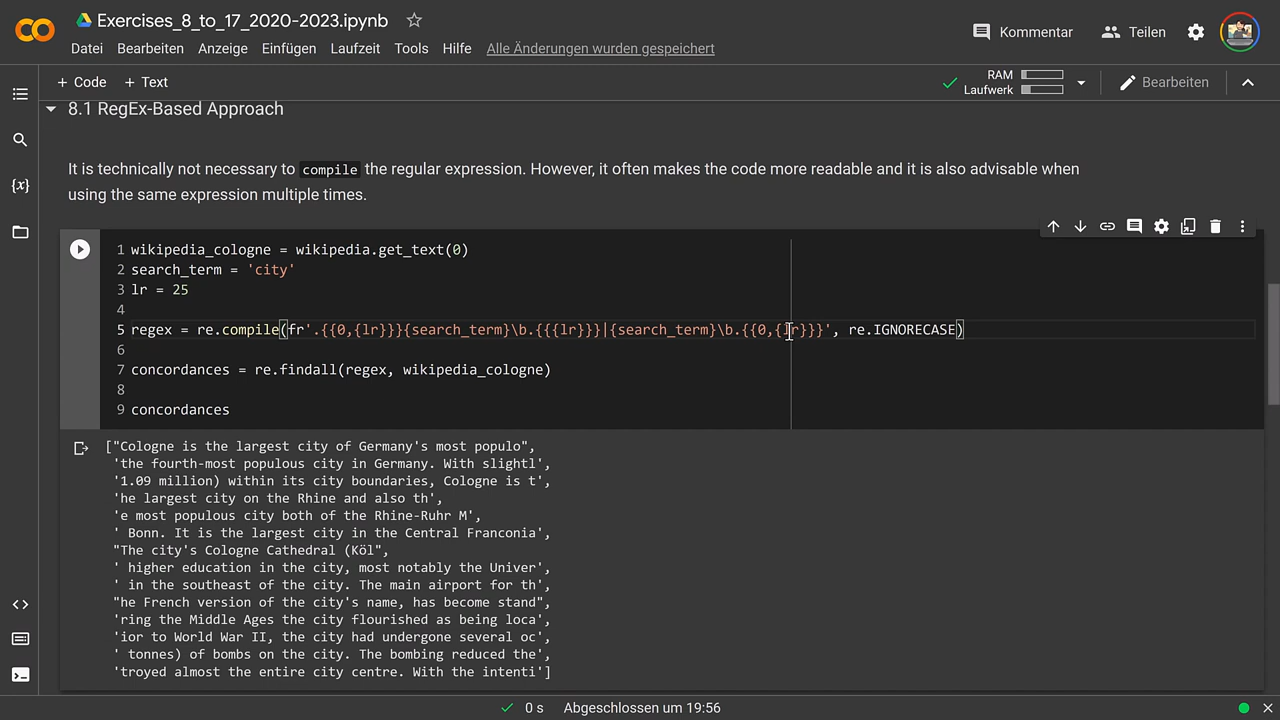 Exercises_8_to_17_2020-2023.ipynb
Datei Bearbeiten Anzeige Einfügen Laufzeit Tools Hilfe Alle Änderungen wurden gespeichert
Kommentar Teilen
+ Code + Text
RAM
Laufwerk
Bearbeiten
8.1 RegEx-Based Approach
It is technically not necessary to compile the regular expression. However, it often makes the code more readable and it is also advisable when
using the same expression multiple times.
1 wikipedia_cologne = wikipedia.get_text(0)
2 search_term = 'city'
3 lr = 25
4
5 regex = re.compile(fr'.{{0,{lr}}}{search_term}\b.{{{lr}}}|{search_term}\b.{{0,{lr}}}', re.IGNORECASE)
6
7 concordances = re.findall(regex, wikipedia_cologne)
8
9 concordances
["Cologne is the largest city of Germany's most populo",
'the fourth-most populous city in Germany. With slightl',
'1.09 million) within its city boundaries, Cologne is t',
'he largest city on the Rhine and also th',
'e most populous city both of the Rhine-Ruhr M',
' Bonn. It is the largest city in the Central Franconia',
"The city's Cologne Cathedral (Köl",
' higher education in the city, most notably the Univer',
' in the southeast of the city. The main airport for th',
"he French version of the city's name, has become stand",
'ring the Middle Ages the city flourished as being loca',
'ior to World War II, the city had undergone several oc',
' tonnes) of bombs on the city. The bombing reduced the',
'troyed almost the entire city centre. With the intenti']
0 s Abgeschlossen um 19:56